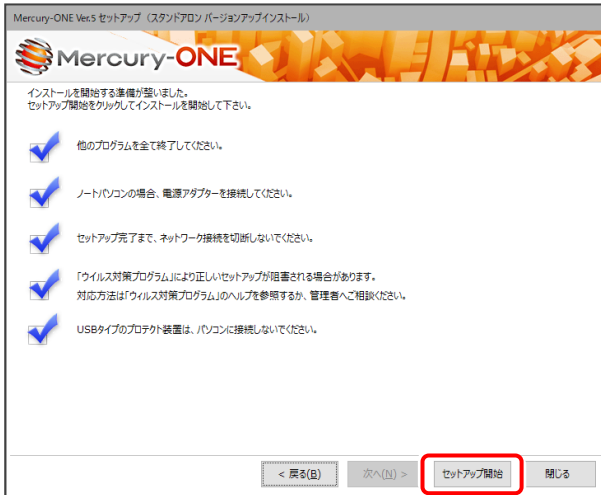 Mercury-ONE Ver.5 セットアップ（スタンドアロン バージョンアップインストール）
Mercury-ONE
インストールを開始する準備が整いました。
セットアップ開始をクリックしてインストールを開始して下さい。
他のプログラムを全て終了してください。
ノートパソコンの場合、電源アダプターを接続してください。
セットアップ完了まで、ネットワーク接続を切断しないでください。
「ウイルス対策プログラム」により正しいセットアップが阻害される場合があります。
対応方法は「ウィルス対策プログラム」のヘルプを参照するか、管理者へご相談ください。
USBタイプのプロテクト装置は、パソコンに接続しないでください。
< 戻る(B) 次へ(N) > セットアップ開始 閉じる